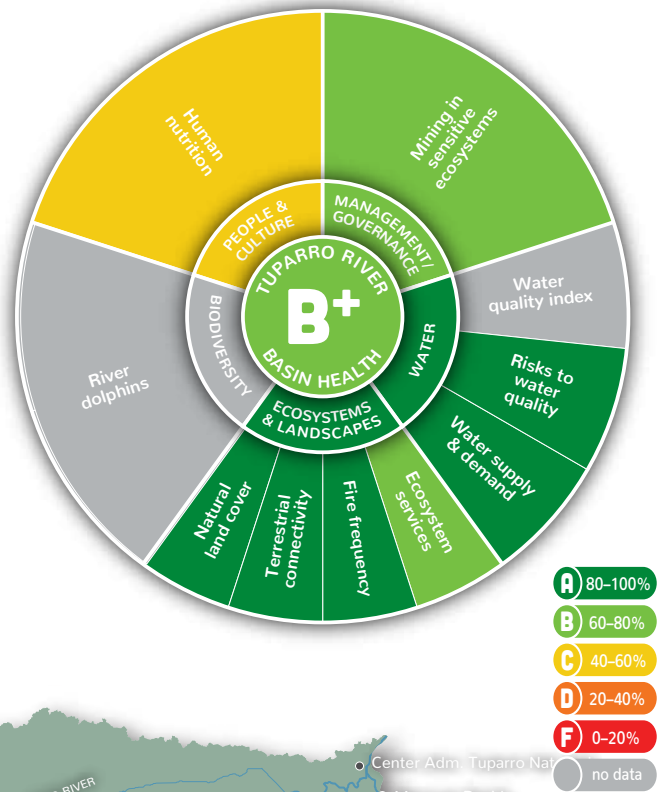 Human
nutrition
Mining in
sensitive
ecosystems
PEOPLE &
CULTURE
MANAGEMENT/
GOVERNANCE
TUPARRO RIVER
B+
BASIN HEALTH
BIODIVERSITY
WATER
ECOSYSTEMS
& LANDSCAPES
Water
quality index
Risks to
water
quality
Water supply
& demand
River
dolphins
Natural
land cover
Terrestrial
connectivity
Fire frequency
Ecosystem
services
A 80–100%
B 60–80%
C 40–60%
D 20–40%
F 0–20%
no data
Center Adm. Tuparro Nat
RIVER